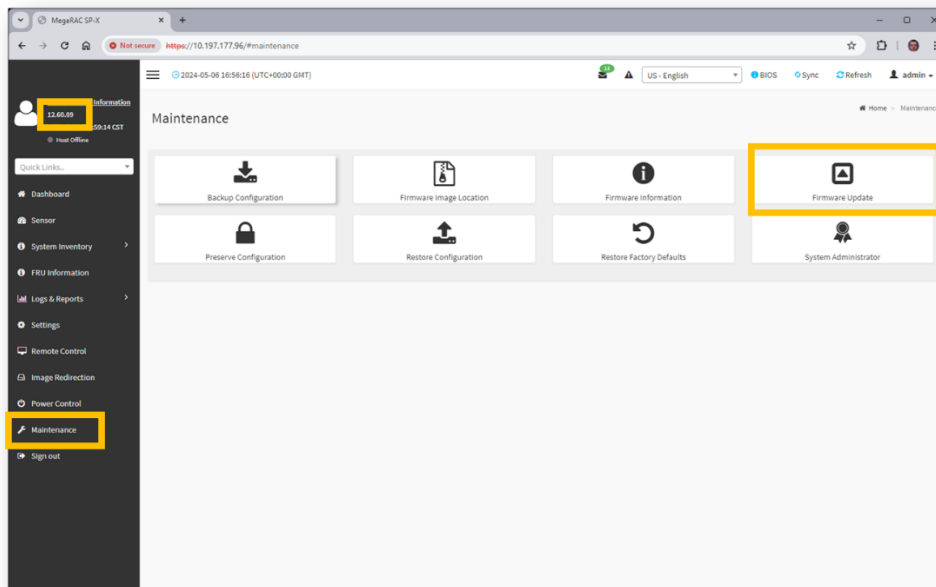 MegaRAC SP-X
Not secure https://10.197.177.96/#maintenance
2024-05-06 16:56:16 (UTC+00:00 GMT)
14
US - English
BIOS
Sync
Refresh
admin
Information
12.60.09
:59:14 CST
Host Offline
Quick Links...
Dashboard
Sensor
System Inventory
FRU Information
Logs & Reports
Settings
Remote Control
Image Redirection
Power Control
Maintenance
Sign out
Maintenance
Home > Maintenanc
Backup Configuration
Firmware Image Location
Firmware Information
Firmware Update
Preserve Configuration
Restore Configuration
Restore Factory Defaults
System Administrator